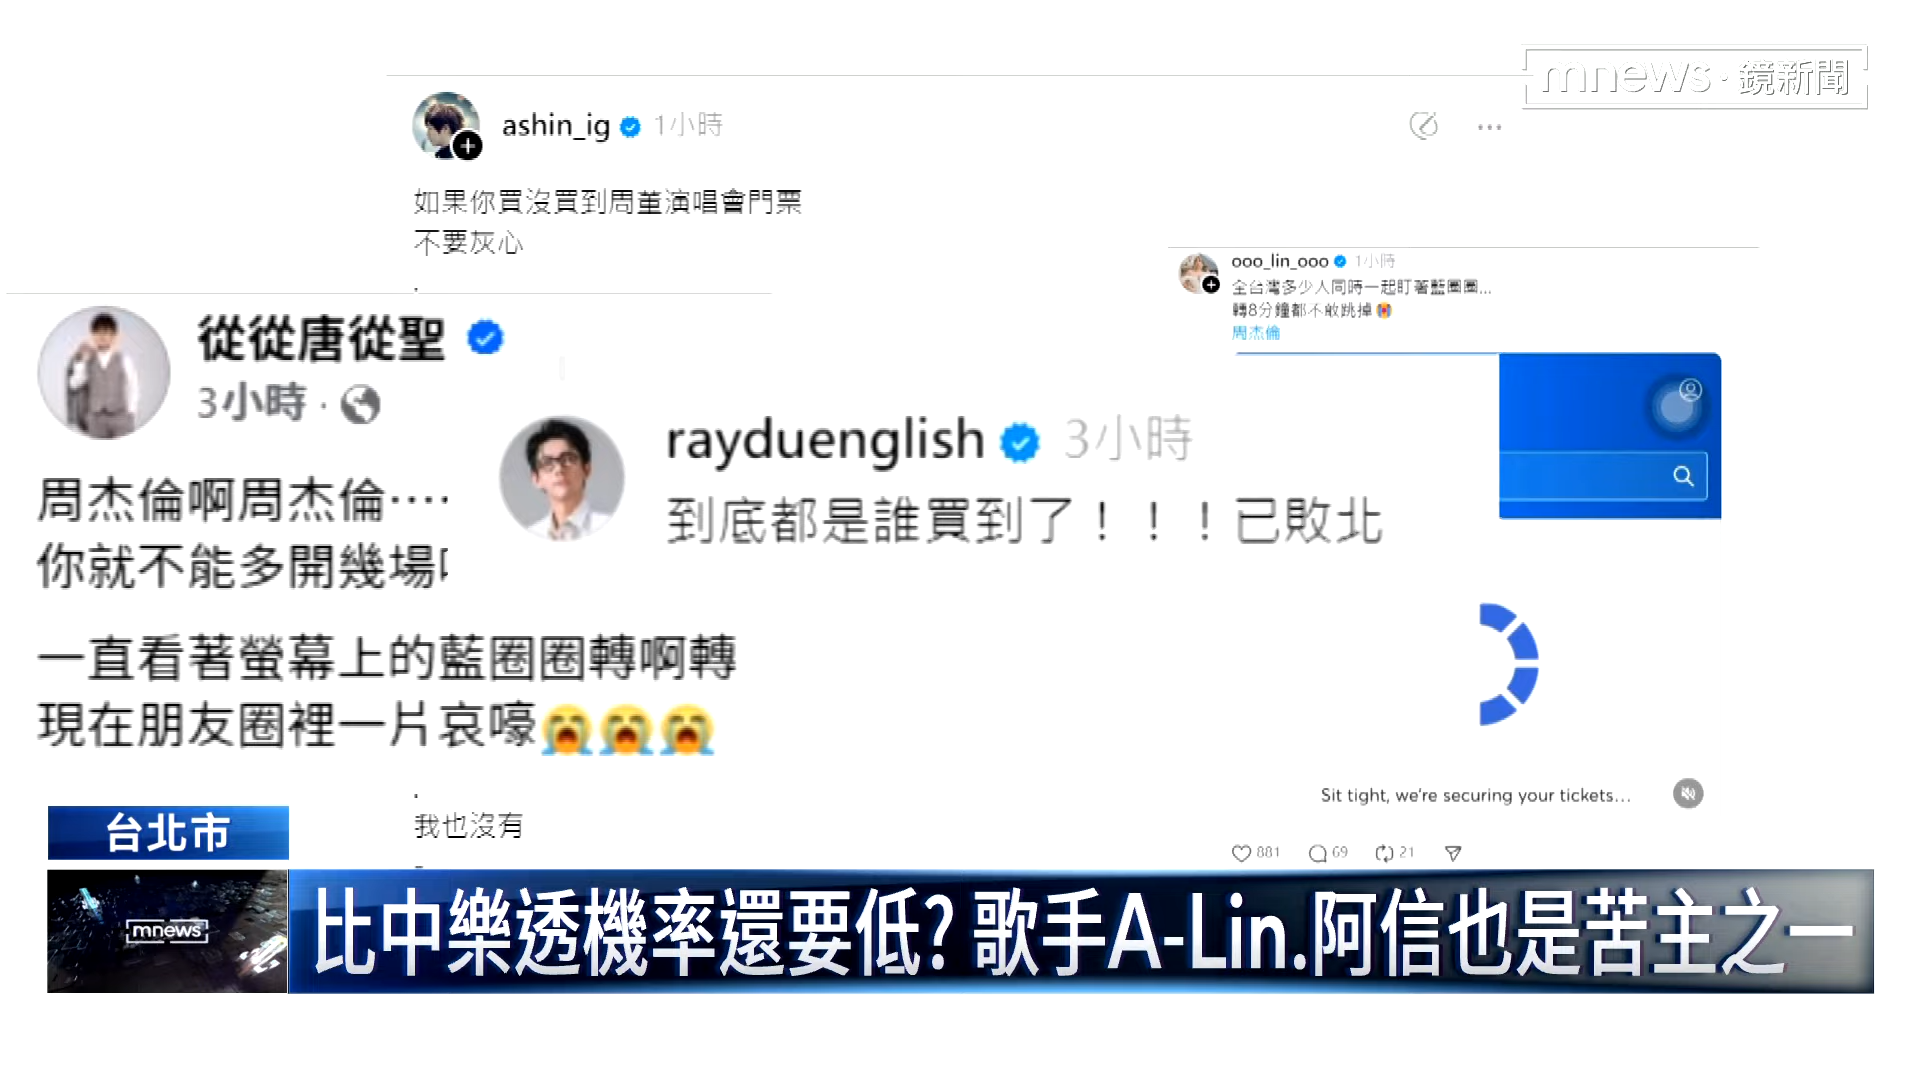 mnews · 鏡新聞
ashin_ig 1小時
如果你買沒買到周董演唱會門票
不要灰心
.
ooo_lin_ooo 1小時
全台灣多少人同時一起盯著藍圈圈...
轉8分鐘都不敢跳掉
周杰倫
從從唐從聖
3小時 ·
周杰倫啊周杰倫····
你就不能多開幾場
一直看著螢幕上的藍圈圈轉啊轉
現在朋友圈裡一片哀嚎😭😭😭
rayduenglish 3小時
到底都是誰買到了！！！已敗北
Sit tight, we're securing your tickets...
881 69 21
.
我也沒有
台北市
mnews
比中樂透機率還要低? 歌手A-Lin.阿信也是苦主之一